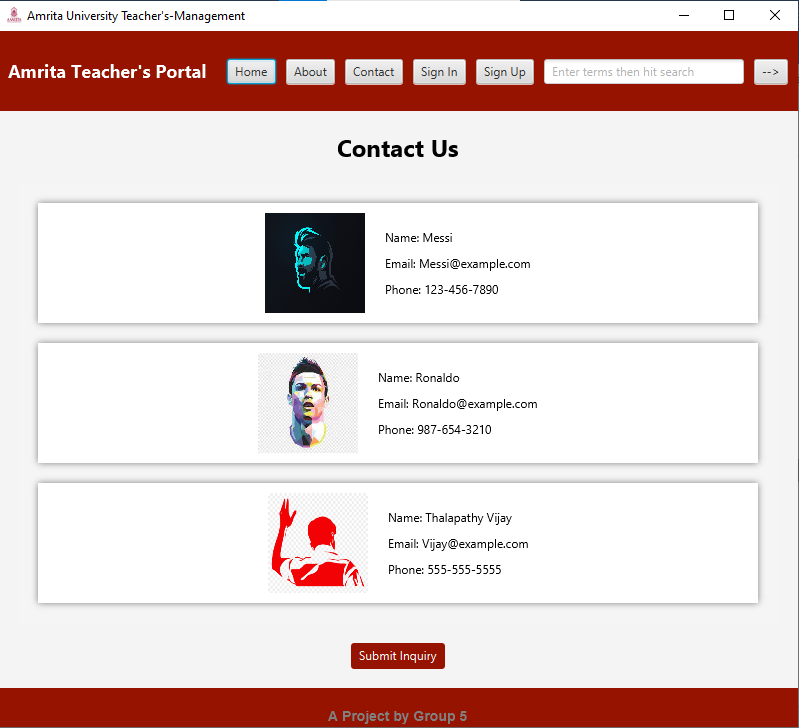 Amrita University Teacher's-Management
Amrita Teacher's Portal Home About Contact Sign In Sign Up Enter terms then hit search -->
Contact Us
Name: Messi
Email: Messi@example.com
Phone: 123-456-7890
Name: Ronaldo
Email: Ronaldo@example.com
Phone: 987-654-3210
Name: Thalapathy Vijay
Email: Vijay@example.com
Phone: 555-555-5555
Submit Inquiry
A Project by Group 5